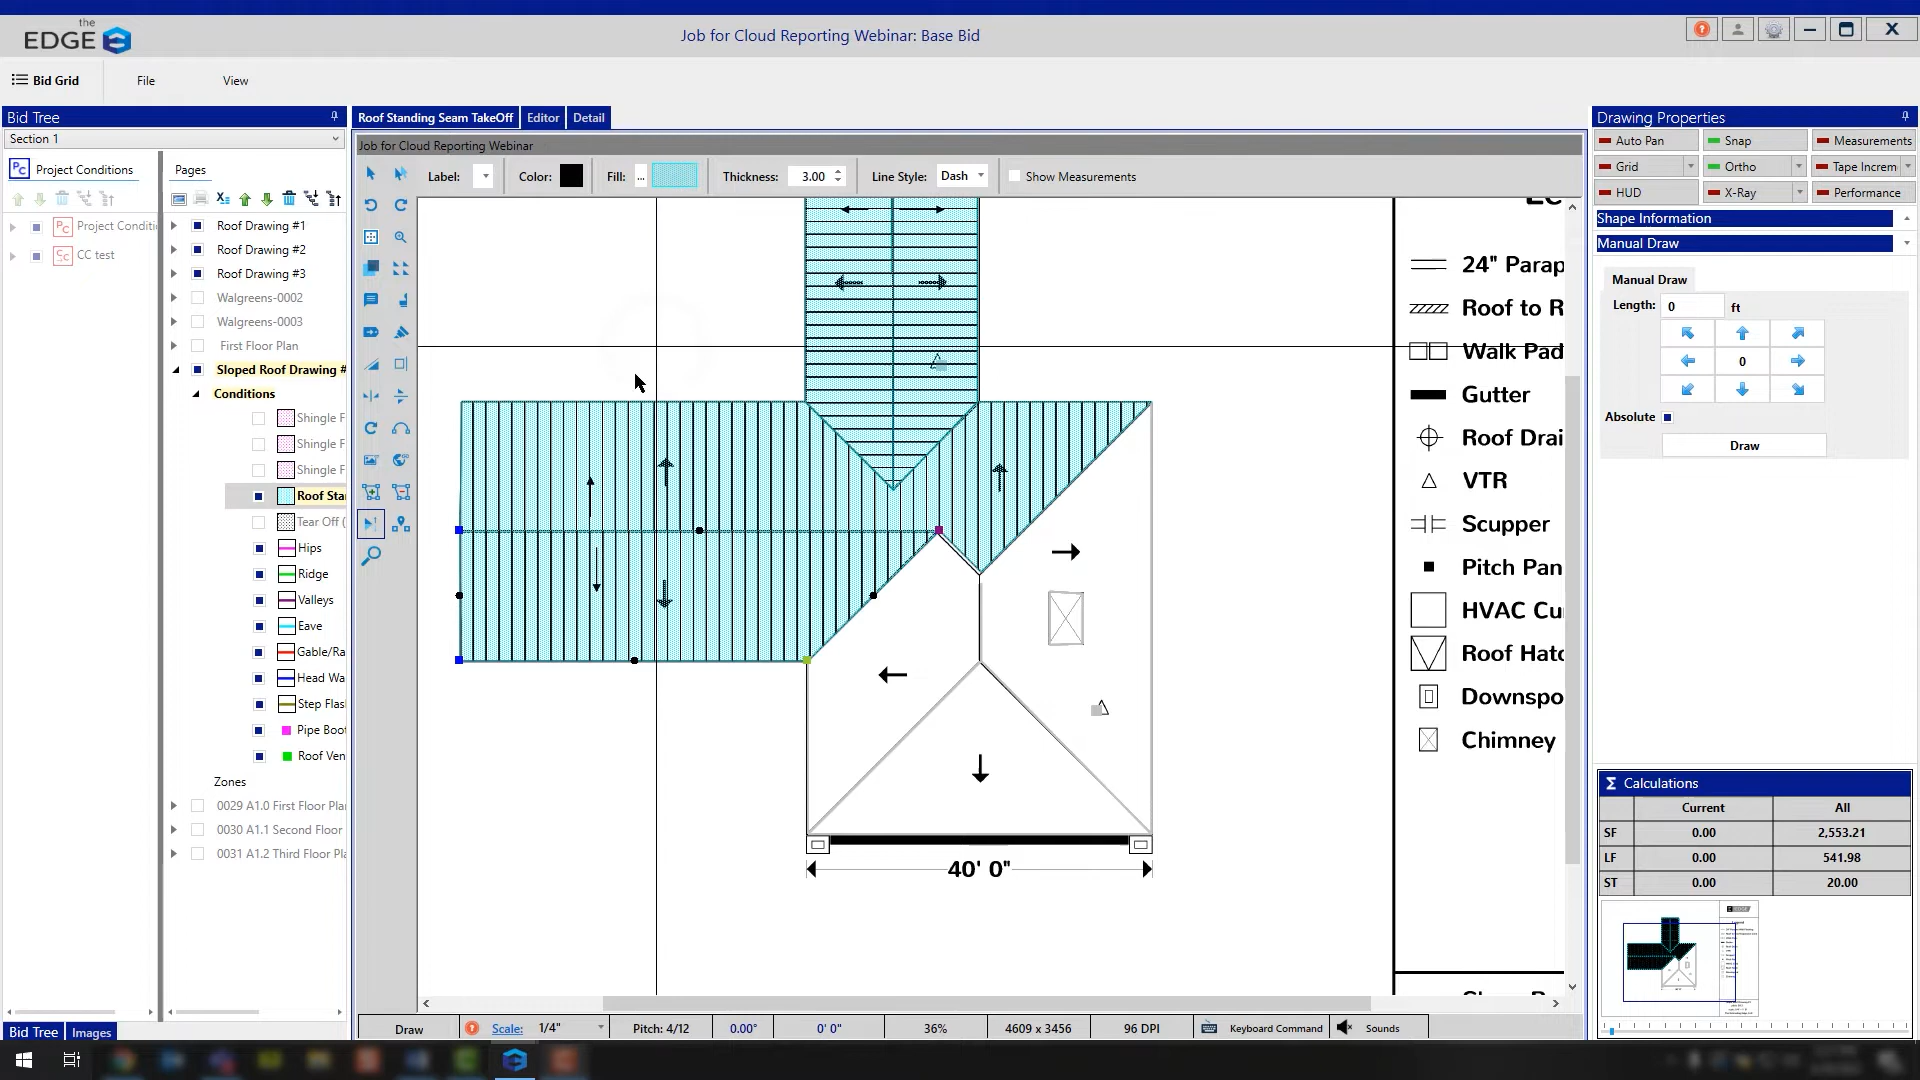 the
EDGE
Job for Cloud Reporting Webinar: Base Bid
Bid Grid
File
View
Bid Tree
Section 1
Project Conditions
Project Conditi
CC test
Pages
Roof Drawing #1
Roof Drawing #2
Roof Drawing #3
Walgreens-0002
Walgreens-0003
First Floor Plan
Sloped Roof Drawing #
Conditions
Shingle F
Shingle F
Shingle F
Roof Star
Tear Off (
Hips
Ridge
Valleys
Eave
Gable/Ra
Head Wa
Step Flas
Pipe Boot
Roof Ven
Zones
0029 A1.0 First Floor Pla
0030 A1.1 Second Floor
0031 A1.2 Third Floor Pla
Bid Tree
Images
Roof Standing Seam TakeOff
Editor
Detail
Job for Cloud Reporting Webinar
Label:
Color:
Fill:
...
Thickness:
3.00
Line Style:
Dash
Show Measurements
24" Parap
Roof to R
Walk Pad
Gutter
Roof Drai
VTR
Scupper
Pitch Pan
HVAC Cu
Roof Hatc
Downspo
Chimney
40' 0"
Draw
Scale:
1/4"
Pitch: 4/12
0.00°
0' 0"
36%
4609 x 3456
96 DPI
Keyboard Command
Sounds
Drawing Properties
Auto Pan
Snap
Measurements
Grid
Ortho
Tape Increm
HUD
X-Ray
Performance
Shape Information
Manual Draw
Manual Draw
Length:
0
ft
0
Absolute
Draw
Σ Calculations
Current
All
SF
0.00
2,553.21
LF
0.00
541.98
ST
0.00
20.00